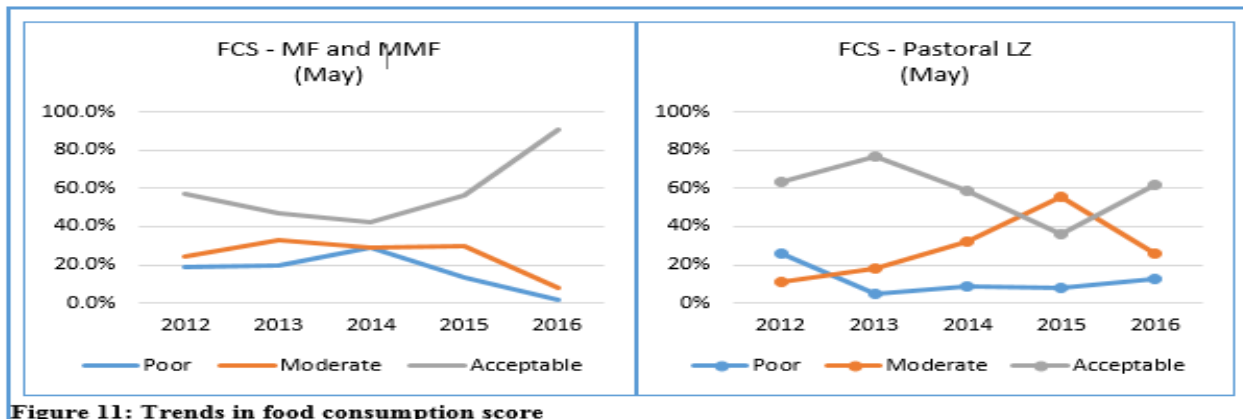 FCS - MF and MMF
(May)
100.0%
80.0%
60.0%
40.0%
20.0%
0.0%
2012 2013 2014 2015 2016
Poor Moderate Acceptable
FCS - Pastoral LZ
(May)
100%
80%
60%
40%
20%
0%
2012 2013 2014 2015 2016
Poor Moderate Acceptable
Figure 11: Trends in food consumption score